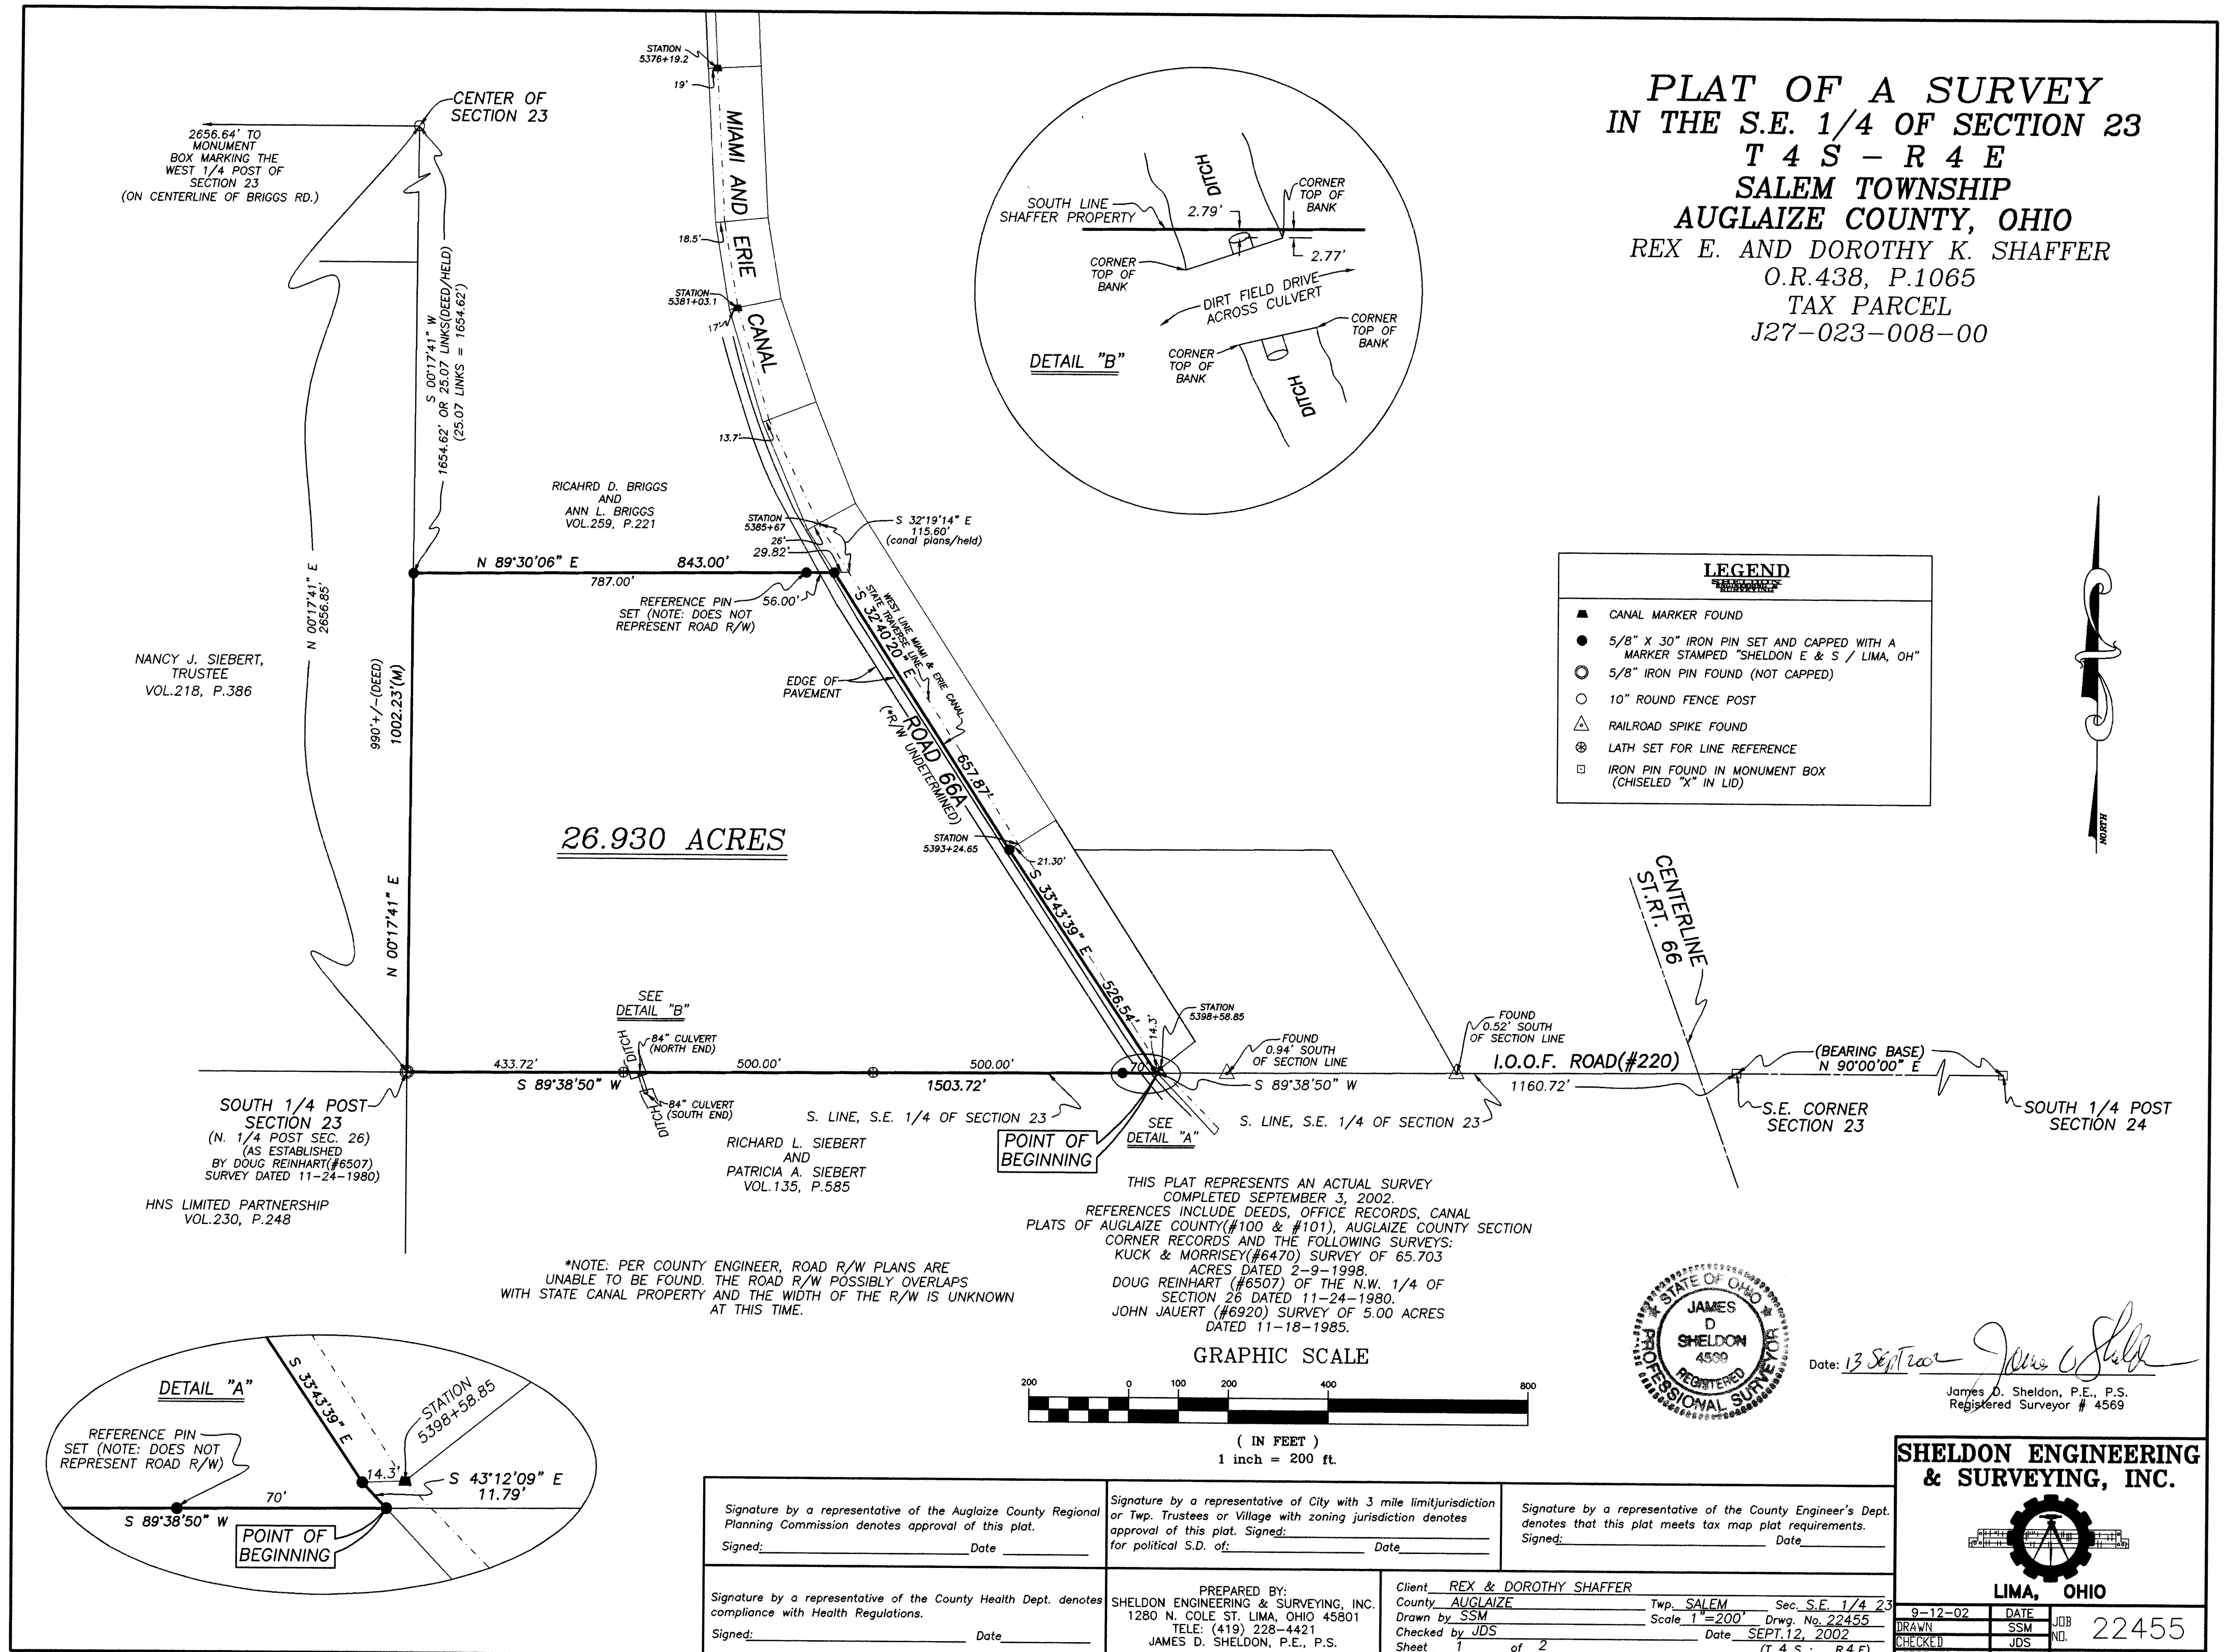 PLAT OF A SURVEY
IN THE S.E. 1/4 OF SECTION 23
T 4 S - R 4 E
SALEM TOWNSHIP
AUGLAIZE COUNTY, OHIO
REX E. AND DOROTHY K. SHAFFER
O.R.438, P.1065
TAX PARCEL
J27-023-008-00
STATION
5376+19.2
19'
CENTER OF
SECTION 23
2656.64' TO
MONUMENT
BOX MARKING THE
WEST 1/4 POST OF
SECTION 23
(ON CENTERLINE OF BRIGGS RD.)
MIAMI AND ERIE CANAL
18.5'
STATION
5381+03.1
17'
13.7'
S 00°17'41" W
1654.62' OR 25.07 LINKS(DEED/HELD)
(25.07 LINKS = 1654.62')
N 00°17'41" E
2656.85'
DITCH
CORNER
TOP OF
BANK
SOUTH LINE
SHAFFER PROPERTY
2.79'
2.77'
CORNER
TOP OF
BANK
DIRT FIELD DRIVE
ACROSS CULVERT
CORNER
TOP OF
BANK
CORNER
TOP OF
BANK
DETAIL "B"
DITCH
RICAHRD D. BRIGGS
AND
ANN L. BRIGGS
VOL.259, P.221
STATION
5385+67
26'
29.82'
S 32°19'14" E
115.60'
(canal plans/held)
N 89°30'06" E 843.00'
787.00'
56.00'
REFERENCE PIN
SET (NOTE: DOES NOT
REPRESENT ROAD R/W)
WEST LINE MIAMI & ERIE CANAL
STATE TRAVERSE LINE
S 32°40'20" E
657.87'
EDGE OF
PAVEMENT
ROAD 66A
(*R/W UNDETERMINED)
NANCY J. SIEBERT,
TRUSTEE
VOL.218, P.386
990'+/-(DEED)
1002.23'(M)
N 00°17'41" E
26.930 ACRES
STATION
5393+24.65
21.30'
S 33°43'39" E
526.54'
LEGEND
CANAL MARKER FOUND
5/8" X 30" IRON PIN SET AND CAPPED WITH A
MARKER STAMPED "SHELDON E & S / LIMA, OH"
5/8" IRON PIN FOUND (NOT CAPPED)
10" ROUND FENCE POST
RAILROAD SPIKE FOUND
LATH SET FOR LINE REFERENCE
IRON PIN FOUND IN MONUMENT BOX
(CHISELED "X" IN LID)
NORTH
CENTERLINE
ST.RT. 66
SEE
DETAIL "B"
DITCH
84" CULVERT
(NORTH END)
433.72'
500.00'
500.00'
70'
14.3'
STATION
5398+58.85
FOUND
0.94' SOUTH
OF SECTION LINE
FOUND
0.52' SOUTH
OF SECTION LINE
I.O.O.F. ROAD(#220)
(BEARING BASE)
N 90°00'00" E
S 89°38'50" W
1503.72'
S 89°38'50" W
1160.72'
84" CULVERT
(SOUTH END)
DITCH
S. LINE, S.E. 1/4 OF SECTION 23
S. LINE, S.E. 1/4 OF SECTION 23
S.E. CORNER
SECTION 23
SOUTH 1/4 POST
SECTION 24
SOUTH 1/4 POST
SECTION 23
(N. 1/4 POST SEC. 26)
(AS ESTABLISHED
BY DOUG REINHART(#6507)
SURVEY DATED 11-24-1980)
HNS LIMITED PARTNERSHIP
VOL.230, P.248
RICHARD L. SIEBERT
AND
PATRICIA A. SIEBERT
VOL.135, P.585
POINT OF
BEGINNING
SEE
DETAIL "A"
THIS PLAT REPRESENTS AN ACTUAL SURVEY
COMPLETED SEPTEMBER 3, 2002.
REFERENCES INCLUDE DEEDS, OFFICE RECORDS, CANAL
PLATS OF AUGLAIZE COUNTY(#100 & #101), AUGLAIZE COUNTY SECTION
CORNER RECORDS AND THE FOLLOWING SURVEYS:
KUCK & MORRISEY(#6470) SURVEY OF 65.703
ACRES DATED 2-9-1998.
DOUG REINHART (#6507) OF THE N.W. 1/4 OF
SECTION 26 DATED 11-24-1980.
JOHN JAUERT (#6920) SURVEY OF 5.00 ACRES
DATED 11-18-1985.
*NOTE: PER COUNTY ENGINEER, ROAD R/W PLANS ARE
UNABLE TO BE FOUND. THE ROAD R/W POSSIBLY OVERLAPS
WITH STATE CANAL PROPERTY AND THE WIDTH OF THE R/W IS UNKNOWN
AT THIS TIME.
GRAPHIC SCALE
200 0 100 200 400 800
( IN FEET )
1 inch = 200 ft.
DETAIL "A"
S 33°43'39" E
STATION
5398+58.85
REFERENCE PIN
SET (NOTE: DOES NOT
REPRESENT ROAD R/W)
14.3'
S 43°12'09" E
11.79'
70'
S 89°38'50" W
POINT OF
BEGINNING
STATE OF OHIO
JAMES
D
SHELDON
4569
REGISTERED
PROFESSIONAL SURVEYOR
Date: 13 SEPT 2002
James D. Sheldon, P.E., P.S.
Registered Surveyor # 4569
SHELDON ENGINEERING
& SURVEYING, INC.
LIMA, OHIO
Signature by a representative of the Auglaize County Regional
Planning Commission denotes approval of this plat.
Signed: Date
Signature by a representative of City with 3 mile limitjurisdiction
or Twp. Trustees or Village with zoning jurisdiction denotes
approval of this plat. Signed:
for political S.D. of: Date
Signature by a representative of the County Engineer's Dept.
denotes that this plat meets tax map plat requirements.
Signed: Date
Signature by a representative of the County Health Dept. denotes
compliance with Health Regulations.
Signed: Date
PREPARED BY:
SHELDON ENGINEERING & SURVEYING, INC.
1280 N. COLE ST. LIMA, OHIO 45801
TELE: (419) 228-4421
JAMES D. SHELDON, P.E., P.S.
Client REX & DOROTHY SHAFFER
County AUGLAIZE Twp. SALEM Sec. S.E. 1/4 23
Drawn by SSM Scale 1"=200' Drwg. No. 22455
Checked by JDS Date SEPT.12, 2002
Sheet 1 of 2 (T 4 S ; R4E)
9-12-02 DATE
DRAWN SSM
CHECKED JDS
JOB NO. 22455